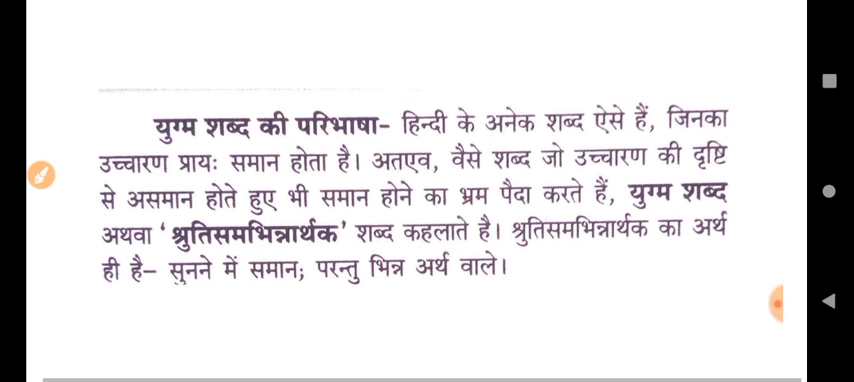 युग्म शब्द की परिभाषा- हिन्दी के अनेक शब्द ऐसे हैं, जिनका
उच्चारण प्रायः समान होता है। अतएव, वैसे शब्द जो उच्चारण की दृष्टि
से असमान होते हुए भी समान होने का भ्रम पैदा करते हैं, युग्म शब्द
अथवा ‘श्रुतिसमभिन्नार्थक’ शब्द कहलाते है। श्रुतिसमभिन्नार्थक का अर्थ
ही है- सुनने में समान; परन्तु भिन्न अर्थ वाले।